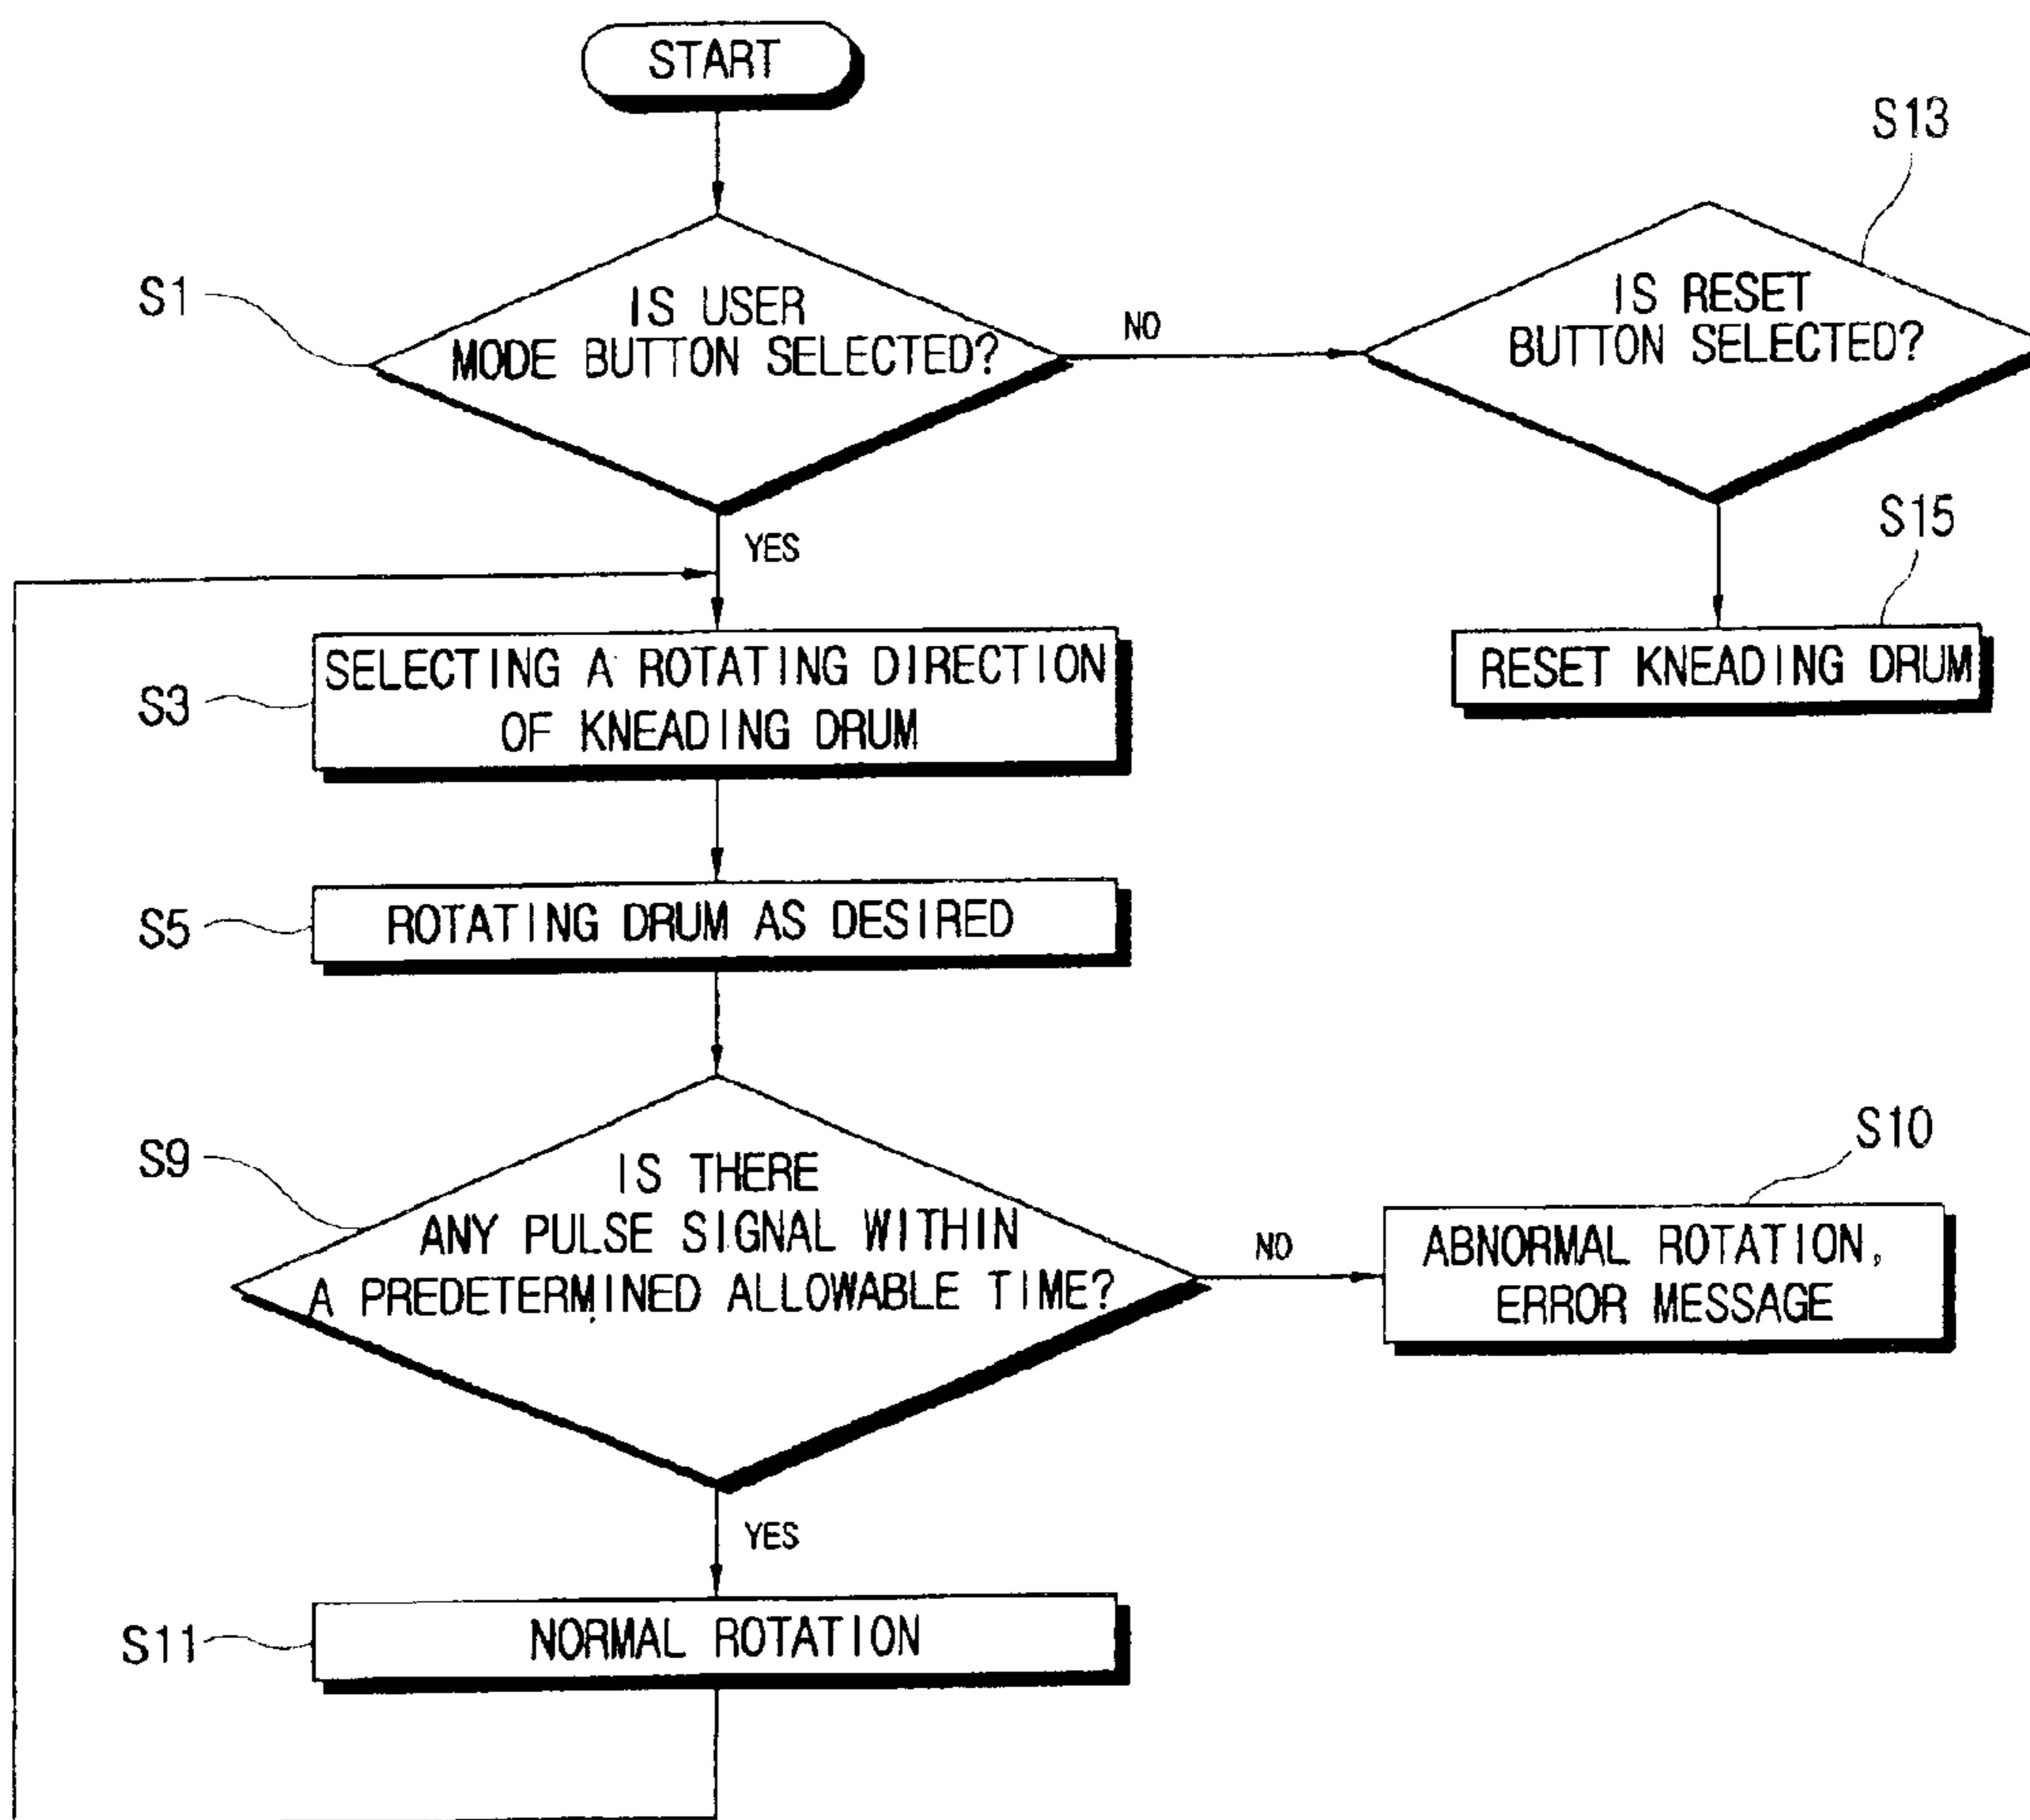 START
S13
S1
IS USER
MODE BUTTON SELECTED?
NO
IS RESET
BUTTON SELECTED?
YES
S15
S3
SELECTING A ROTATING DIRECTION
OF KNEADING DRUM
RESET KNEADING DRUM
S5
ROTATING DRUM AS DESIRED
S9
IS THERE
ANY PULSE SIGNAL WITHIN
A PREDETERMINED ALLOWABLE TIME?
NO
S10
ABNORMAL ROTATION,
ERROR MESSAGE
YES
S11
NORMAL ROTATION